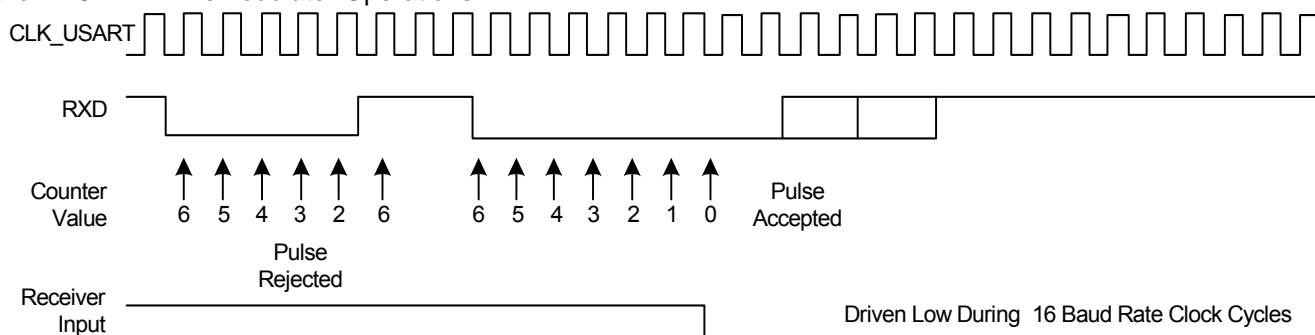 CLK_USART
RXD
Counter
Value
6 5 4 3 2 6 6 5 4 3 2 1 0
Pulse
Accepted
Pulse
Rejected
Receiver
Input
Driven Low During 16 Baud Rate Clock Cycles